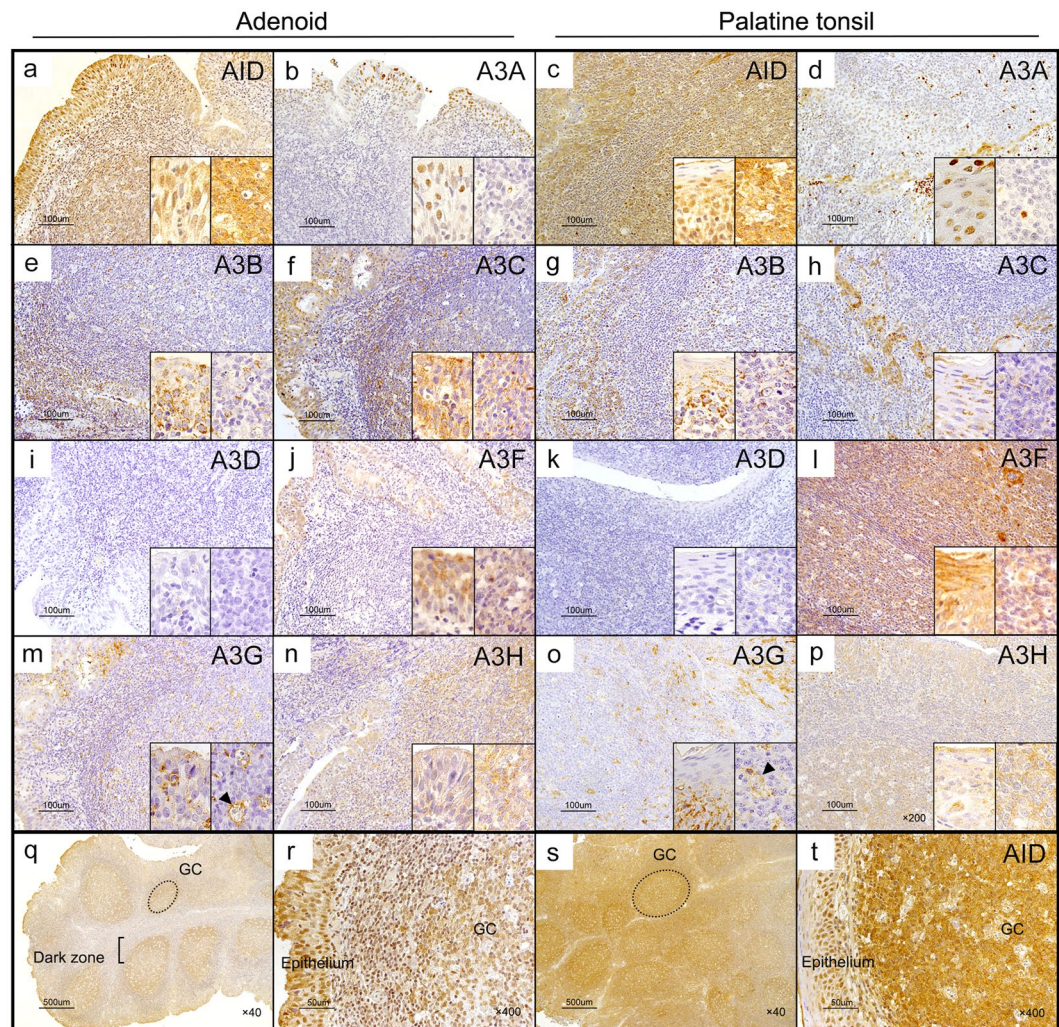 Adenoid
Palatine tonsil
a AID
b A3A
c AID
d A3A
100um
100um
100um
100um
e A3B
f A3C
g A3B
h A3C
100um
100um
100um
100um
i A3D
j A3F
k A3D
l A3F
100um
100um
100um
100um
m A3G
n A3H
o A3G
p A3H
100um
100um
100um
100um
×200
q
GC
Dark zone
500um
×40
r
GC
Epithelium
50um
×400
s
GC
500um
×40
t AID
GC
Epithelium
50um
×400